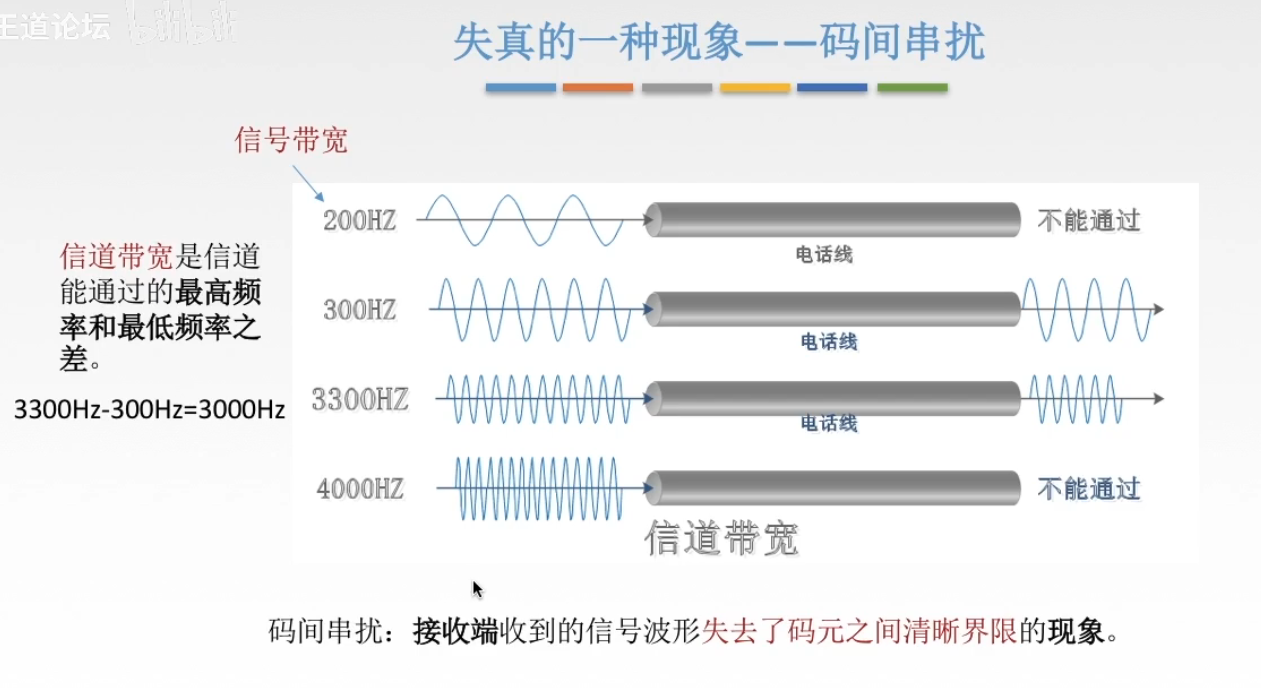 王道论坛 bilibili
失真的一种现象——码间串扰
信号带宽
200HZ
不能通过
电话线
信道带宽是信道
能通过的最高频
率和最低频率之
差。
300HZ
电话线
3300Hz-300Hz=3000Hz
3300HZ
电话线
4000HZ
不能通过
信道带宽
码间串扰：接收端收到的信号波形失去了码元之间清晰界限的现象。